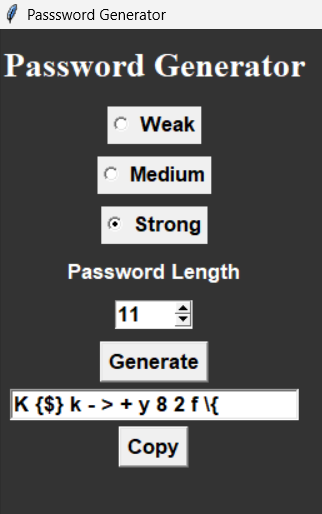 Passsword Generator
Password Generator
Weak
Medium
Strong
Password Length
11
Generate
K {$} k - > + y 8 2 f \{
Copy